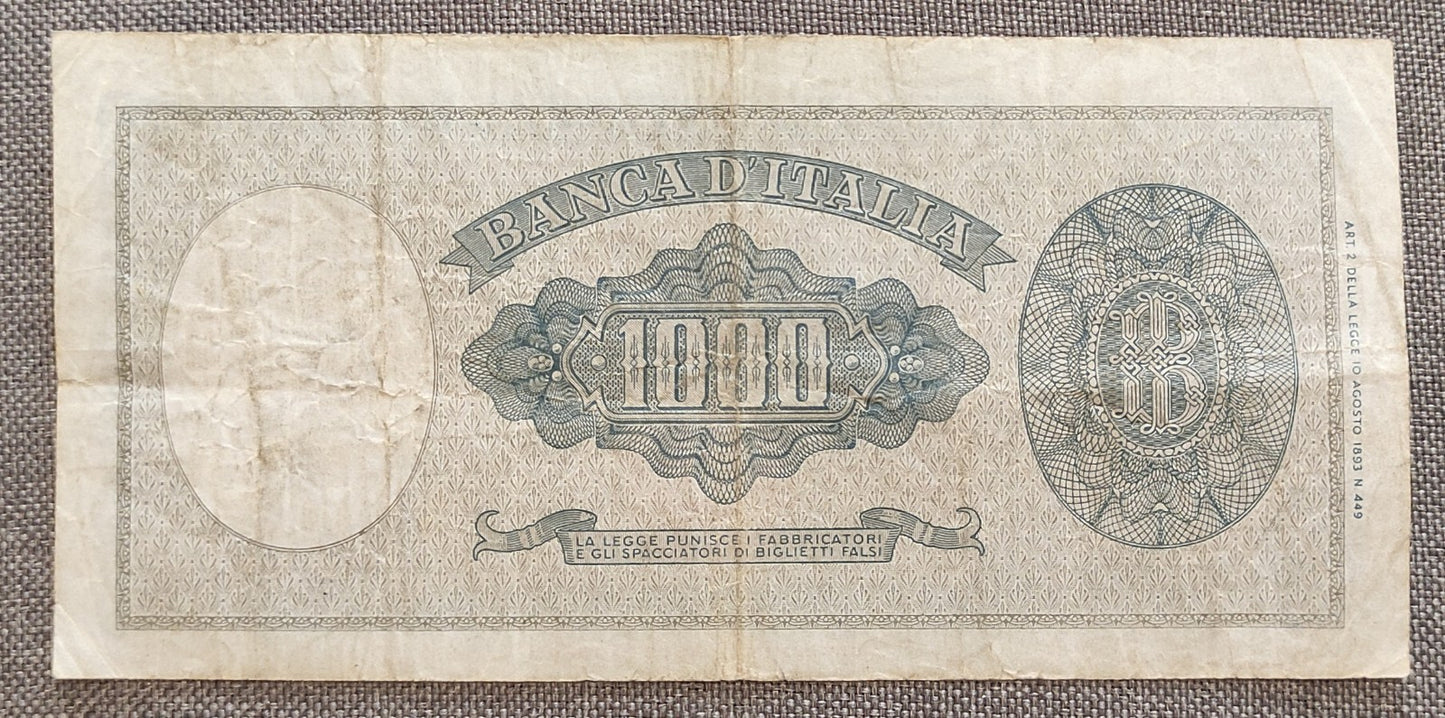 BANCA D'ITALIA
1000
B
LA LEGGE PUNISCE I FABBRICATORI
E GLI SPACCIATORI DI BIGLIETTI FALSI
ART. 2 DELLA LEGGE 10 AGOSTO 1893 N 449